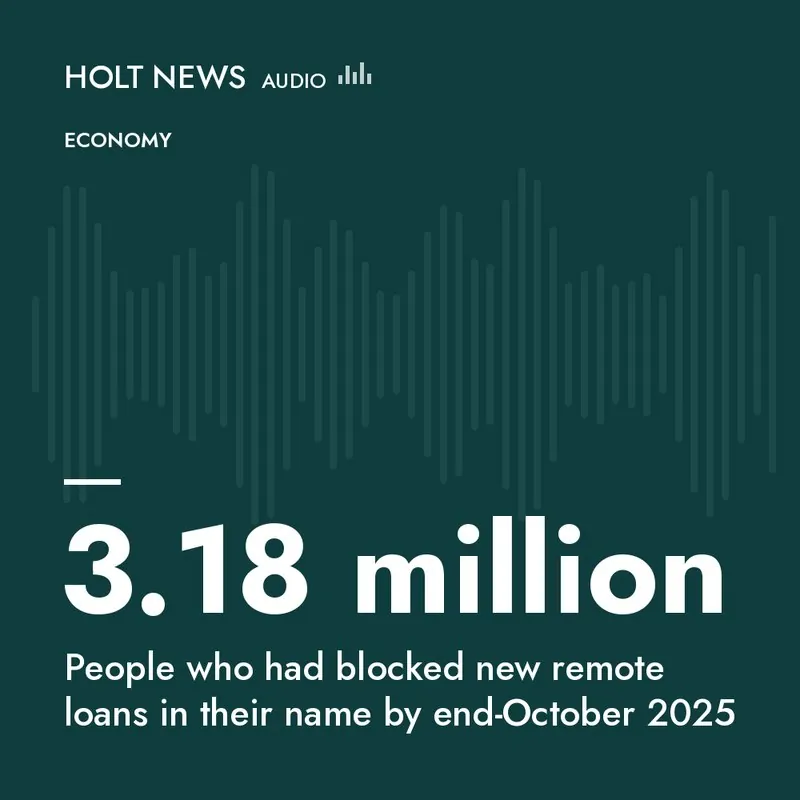 HOLT NEWS AUDIO
ECONOMY
3.18 million
People who had blocked new remote
loans in their name by end-October 2025